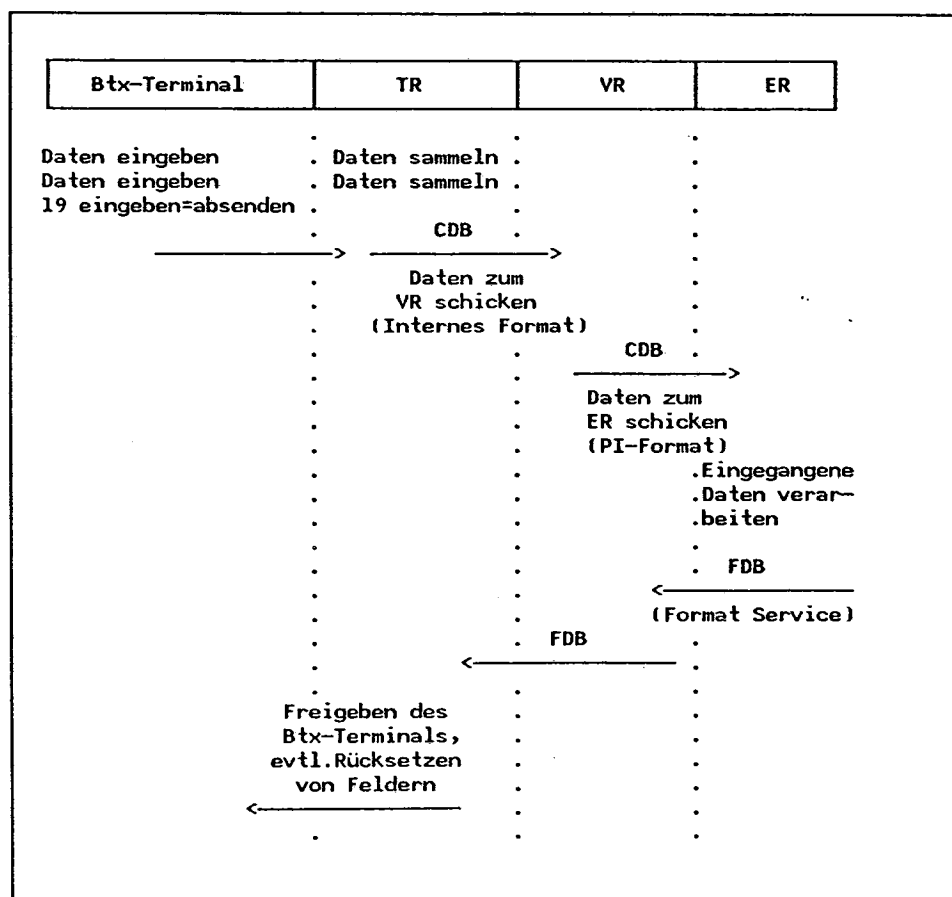 Btx-Terminal TR VR ER
Daten eingeben Daten sammeln
Daten eingeben Daten sammeln
19 eingeben=absenden
CDB
Daten zum
VR schicken
(Internes Format)
CDB
Daten zum
ER schicken
(PI-Format)
Eingegangene
Daten verar-
beiten
FDB
(Format Service)
FDB
Freigeben des
Btx-Terminals,
evtl.Rücksetzen
von Feldern